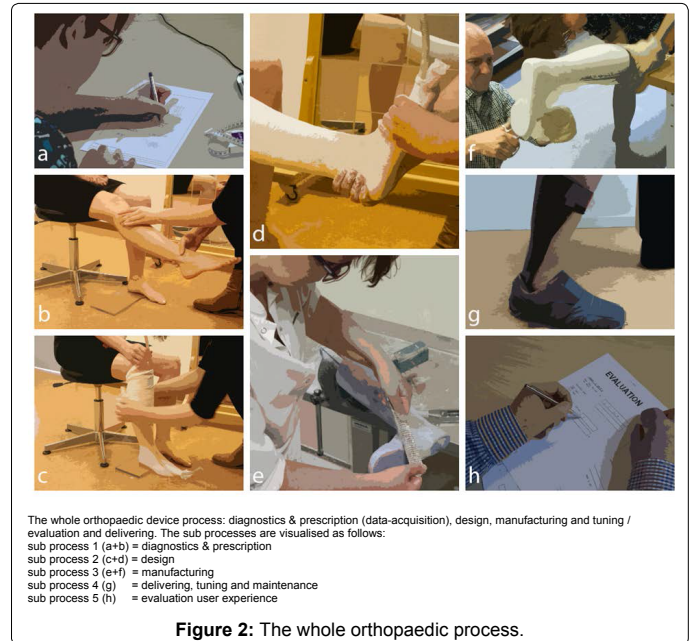 a
b
c
d
e
f
g
h
EVALUATION
The whole orthopaedic device process: diagnostics & prescription (data-acquisition), design, manufacturing and tuning /
evaluation and delivering. The sub processes are visualised as follows:
sub process 1 (a+b) = diagnostics & prescription
sub process 2 (c+d) = design
sub process 3 (e+f) = manufacturing
sub process 4 (g) = delivering, tuning and maintenance
sub process 5 (h) = evaluation user experience
Figure 2: The whole orthopaedic process.